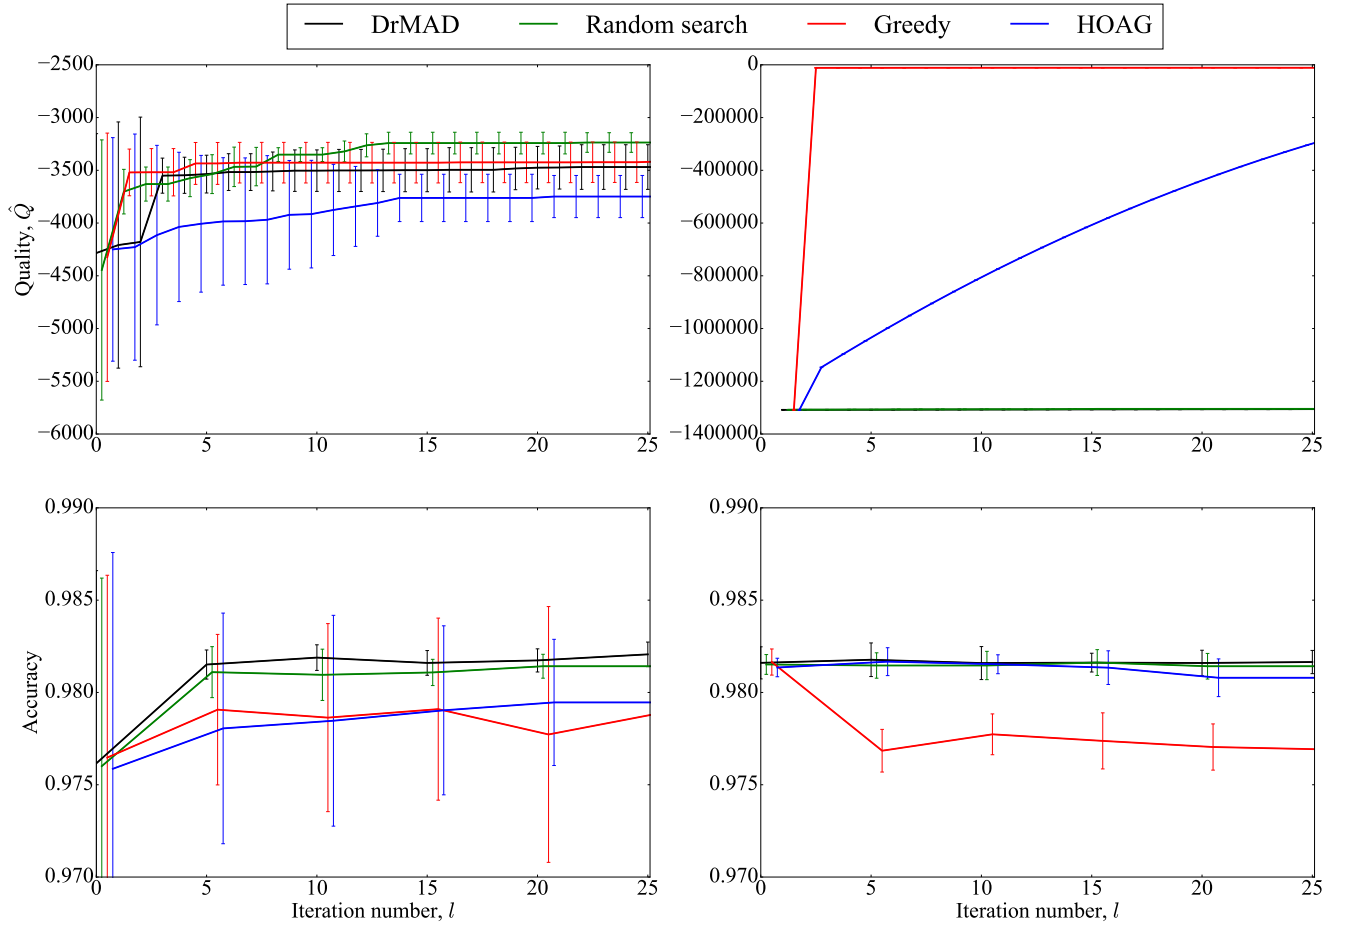 DrMAD Random search Greedy HOAG
−2500
−3000
−3500
−4000
−4500
−5000
−5500
−6000
Quality, Q̂
0 5 10 15 20 25
0
−200000
−400000
−600000
−800000
−1000000
−1200000
−1400000
0 5 10 15 20 25
0.990
0.985
0.980
0.975
0.970
Accuracy
0 5 10 15 20 25
Iteration number, l
0.990
0.985
0.980
0.975
0.970
0 5 10 15 20 25
Iteration number, l